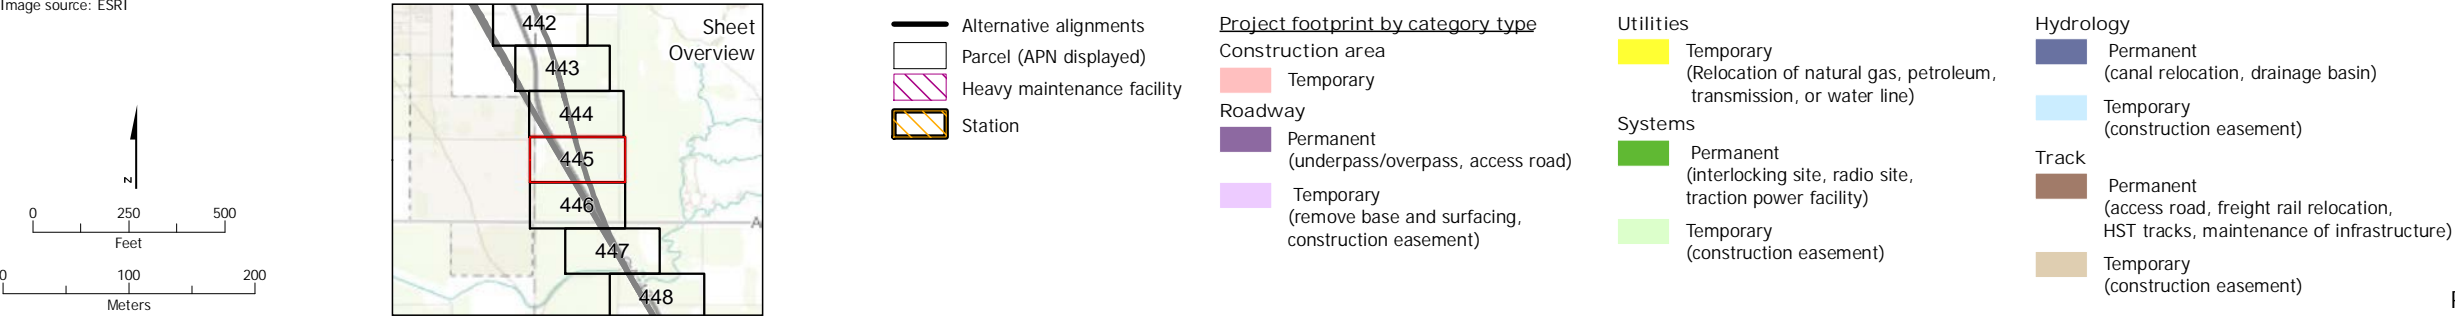 Image source: ESRI
N
0 250 500
Feet
0 100 200
Meters
Sheet
Overview
442
443
444
445
446
447
448
A
Alternative alignments
Parcel (APN displayed)
Heavy maintenance facility
Station
Project footprint by category type
Construction area
Temporary
Roadway
Permanent
(underpass/overpass, access road)
Temporary
(remove base and surfacing,
construction easement)
Utilities
Temporary
(Relocation of natural gas, petroleum,
transmission, or water line)
Systems
Permanent
(interlocking site, radio site,
traction power facility)
Temporary
(construction easement)
Hydrology
Permanent
(canal relocation, drainage basin)
Temporary
(construction easement)
Track
Permanent
(access road, freight rail relocation,
HST tracks, maintenance of infrastructure)
Temporary
(construction easement)